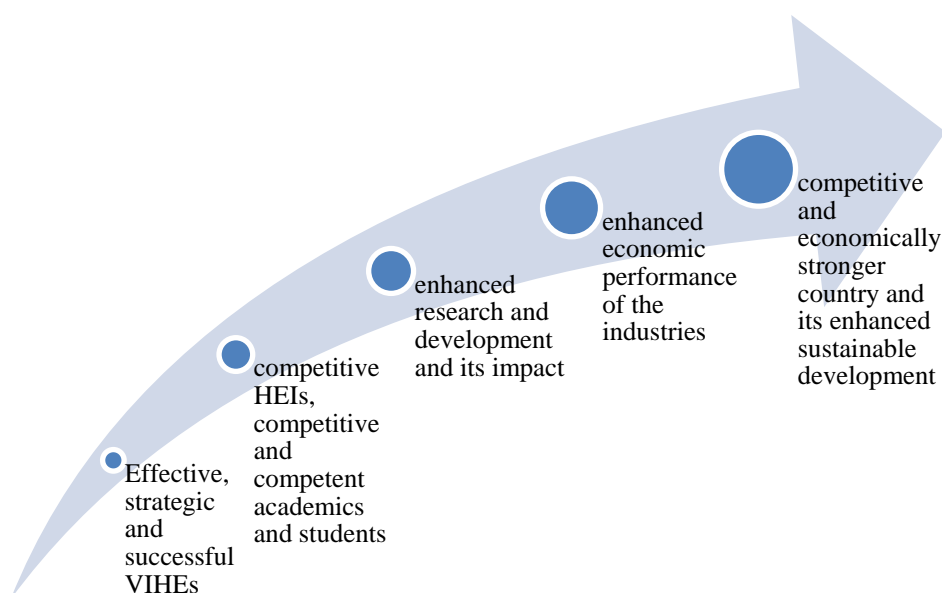 Effective,
strategic
and
successful
VIHEs
competitive
HEIs,
competitive
and
competent
academics
and students
enhanced
research and
development
and its impact
enhanced
economic
performance
of the
industries
competitive
and
economically
stronger
country and
its enhanced
sustainable
development